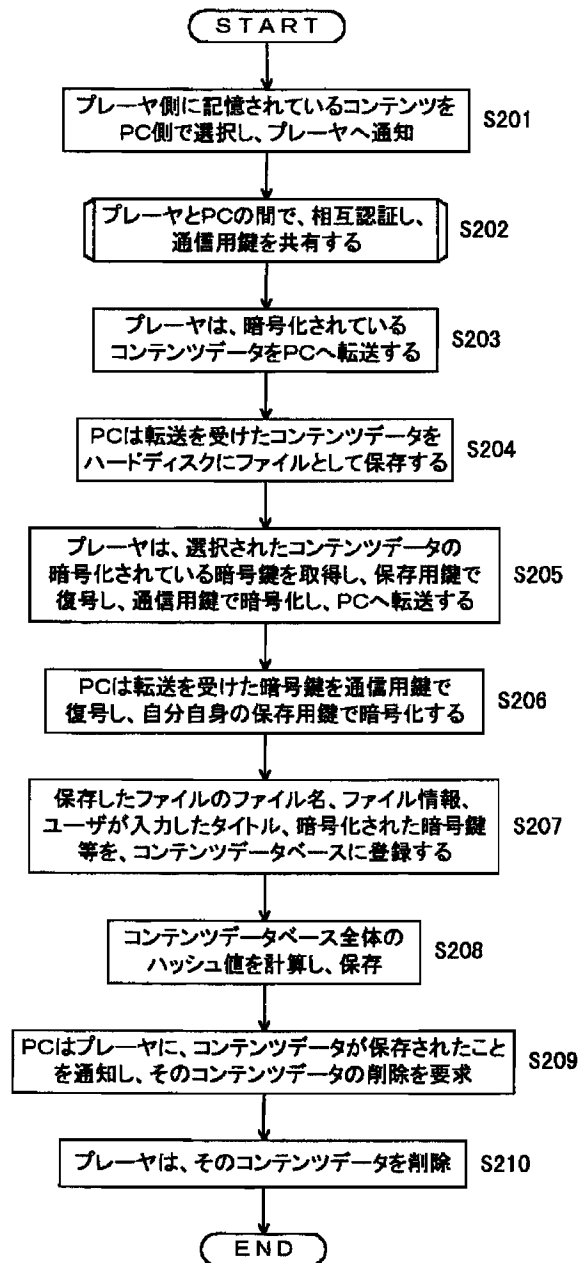 START
プレーヤ側に記憶されているコンテンツを
PC側で選択し、プレーヤへ通知
S201
プレーヤとPCの間で、相互認証し、
通信用鍵を共有する
S202
プレーヤは、暗号化されている
コンテンツデータをPCへ転送する
S203
PCは転送を受けたコンテンツデータを
ハードディスクにファイルとして保存する
S204
プレーヤは、選択されたコンテンツデータの
暗号化されている暗号鍵を取得し、保存用鍵で
復号し、通信用鍵で暗号化し、PCへ転送する
S205
PCは転送を受けた暗号鍵を通信用鍵で
復号し、自分自身の保存用鍵で暗号化する
S206
保存したファイルのファイル名、ファイル情報、
ユーザが入力したタイトル、暗号化された暗号鍵
等を、コンテンツデータベースに登録する
S207
コンテンツデータベース全体の
ハッシュ値を計算し、保存
S208
PCはプレーヤに、コンテンツデータが保存されたこと
を通知し、そのコンテンツデータの削除を要求
S209
プレーヤは、そのコンテンツデータを削除
S210
END